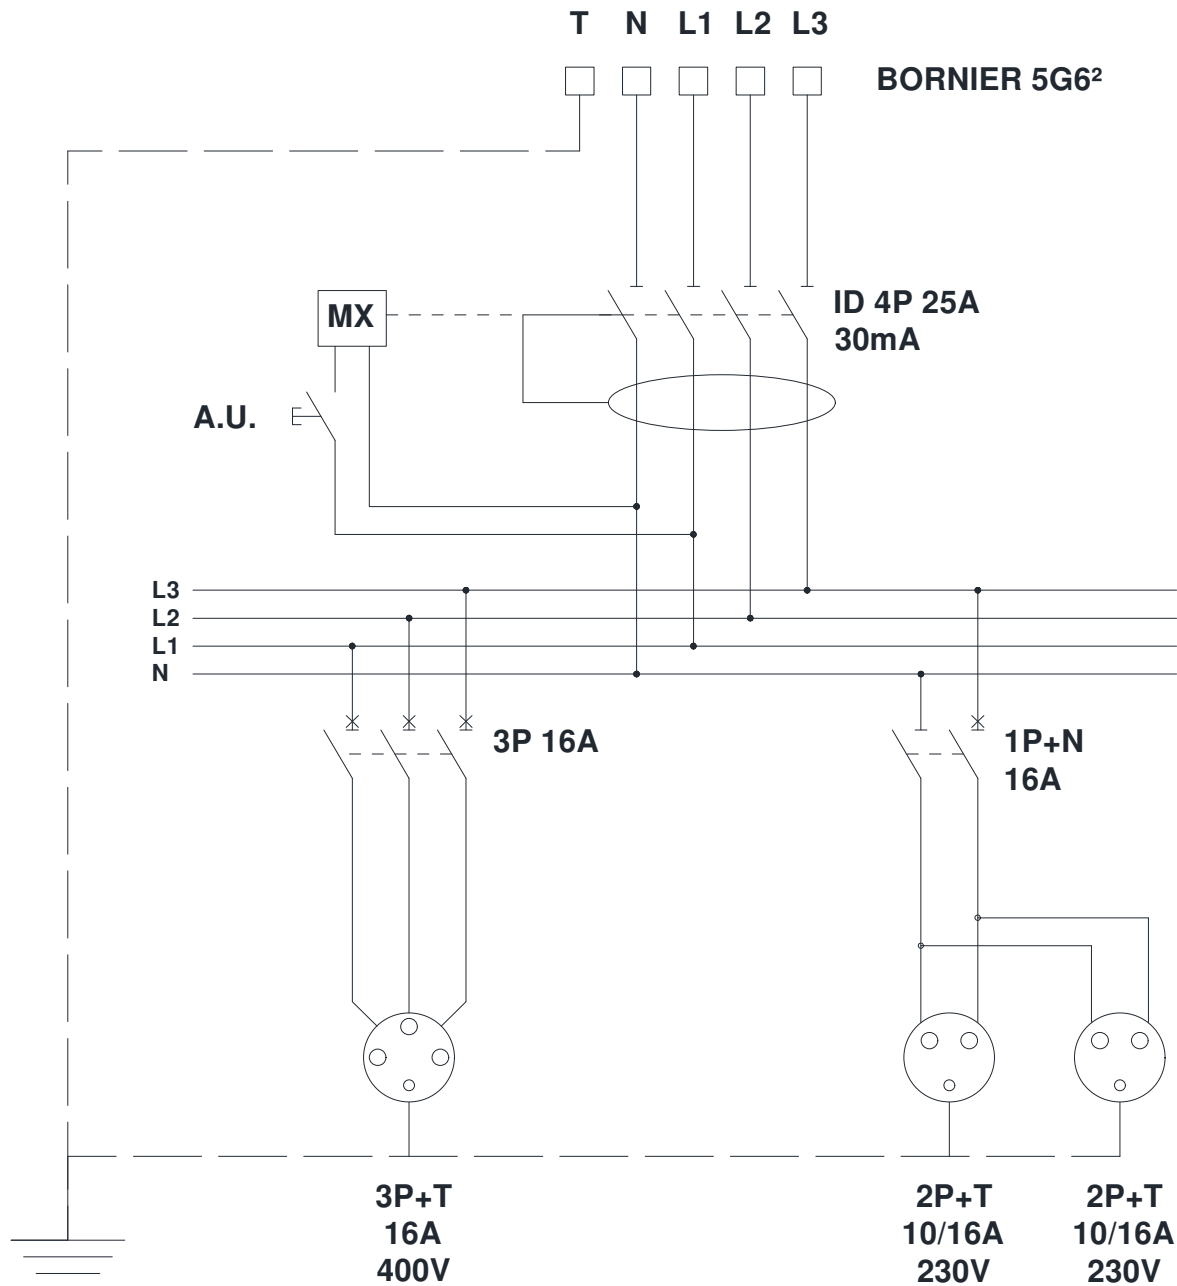 T N L1 L2 L3
BORNIER 5G6²
MX
ID 4P 25A
30mA
A.U.
L3
L2
L1
N
3P 16A
1P+N
16A
3P+T
16A
400V
2P+T
10/16A
230V
2P+T
10/16A
230V